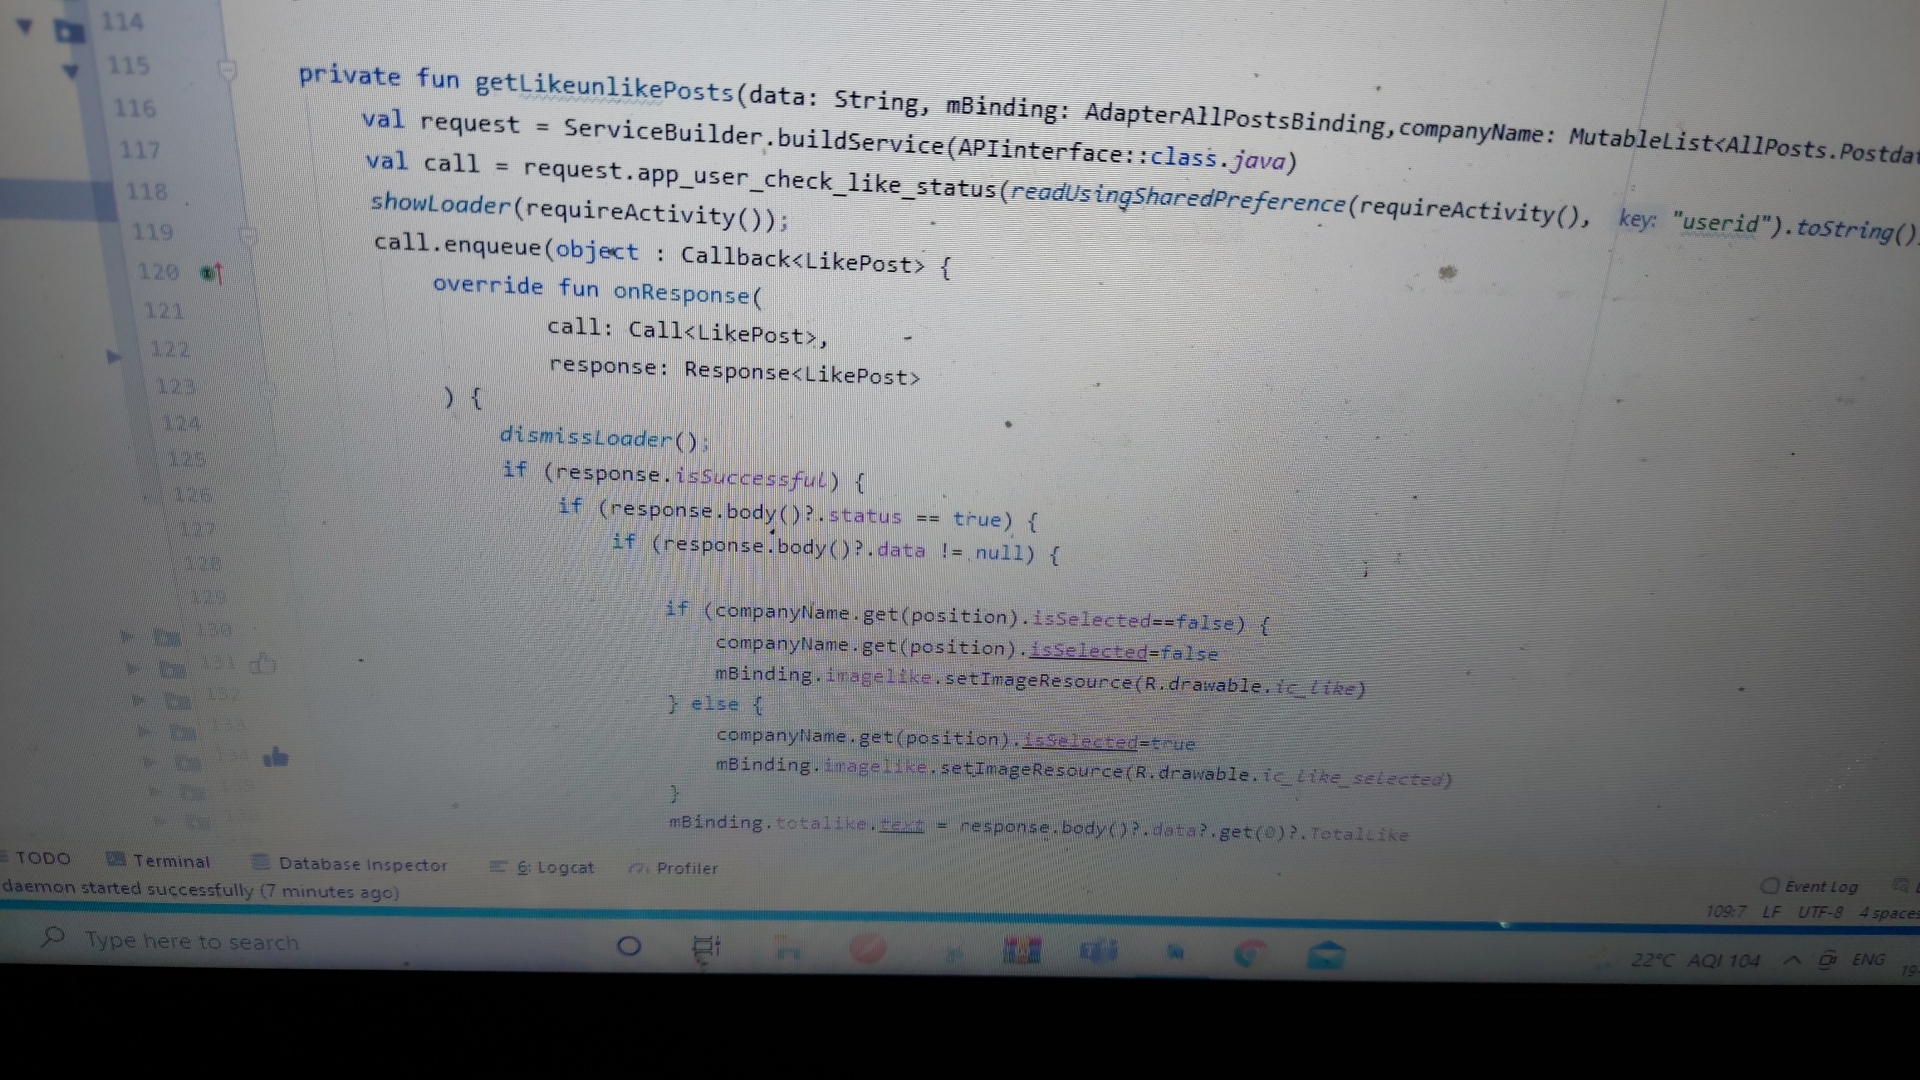 114
115 private fun getLikeunlikePosts(data: String, mBinding: AdapterAllPostsBinding,companyName: MutableList<AllPosts.Postdat
116 val request = ServiceBuilder.buildService(APIinterface::class.java)
117 val call = request.app_user_check_like_status(readUsingSharedPreference(requireActivity(), key: "userid").toString()
118 showLoader(requireActivity());
119 call.enqueue(object : Callback<LikePost> {
120 override fun onResponse(
121 call: Call<LikePost>,
122 response: Response<LikePost>
123 ) {
124 dismissLoader();
125 if (response.isSuccessful) {
126 if (response.body()?.status == true) {
127 if (response.body()?.data != null) {
128
129 if (companyName.get(position).isSelected==false) {
130 companyName.get(position).isSelected=false
131 mBinding.imagelike.setImageResource(R.drawable.ic_like)
132 } else {
133 companyName.get(position).isSelected=true
134 mBinding.imagelike.setImageResource(R.drawable.ic_like_selected)
}
mBinding.totalike.text = response.body()?.data?.get(0)?.TotalLike
TODO Terminal Database Inspector 6: Logcat Profiler Event Log
daemon started successfully (7 minutes ago) 109:7 LF UTF-8 4 spaces
Type here to search 22°C AQI 104 ENG